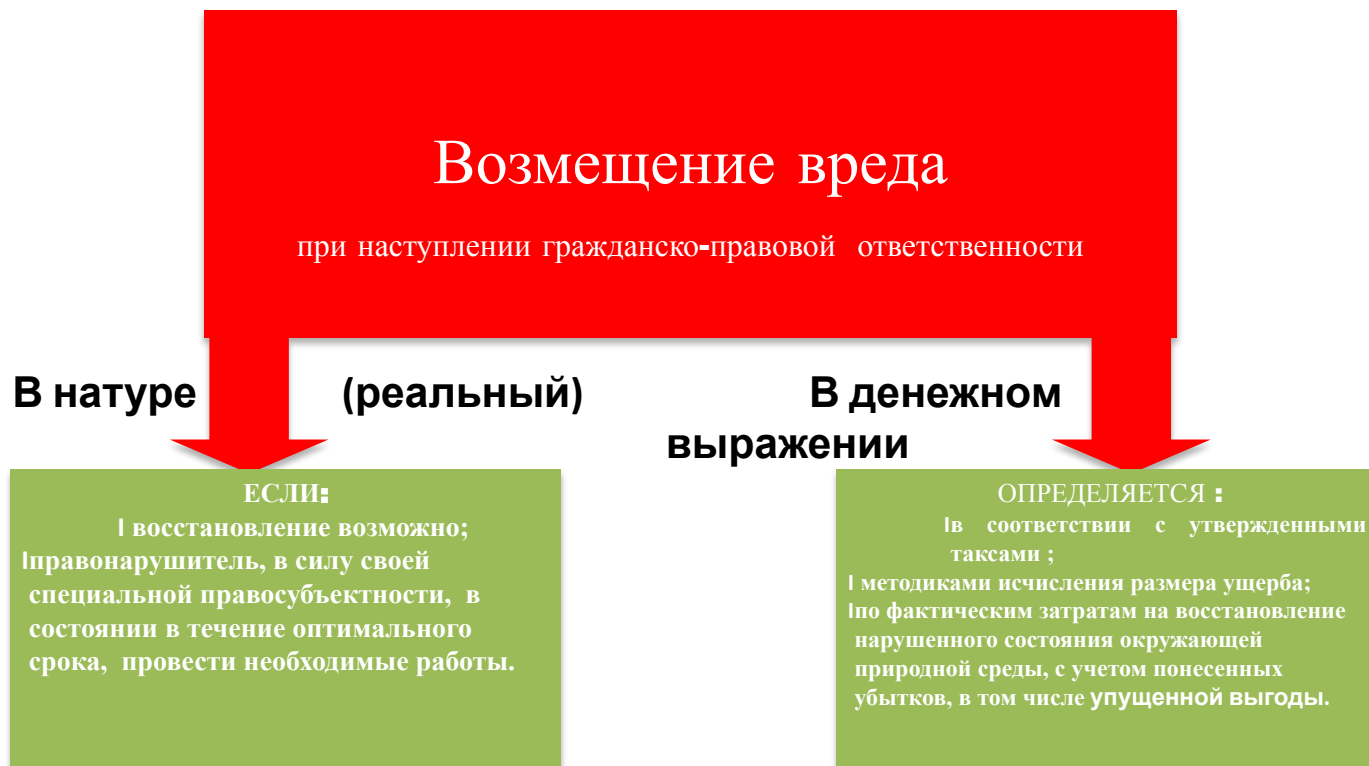 Возмещение вреда
при наступлении гражданско-правовой ответственности
В натуре (реальный)
В денежном
выражении
ЕСЛИ:
l восстановление возможно;
lправонарушитель, в силу своей
специальной правосубъектности, в
состоянии в течение оптимального
срока, провести необходимые работы.
ОПРЕДЕЛЯЕТСЯ :
lв соответствии с утвержденными
таксами ;
l методиками исчисления размера ущерба;
lпо фактическим затратам на восстановление
нарушенного состояния окружающей
природной среды, с учетом понесенных
убытков, в том числе упущенной выгоды.